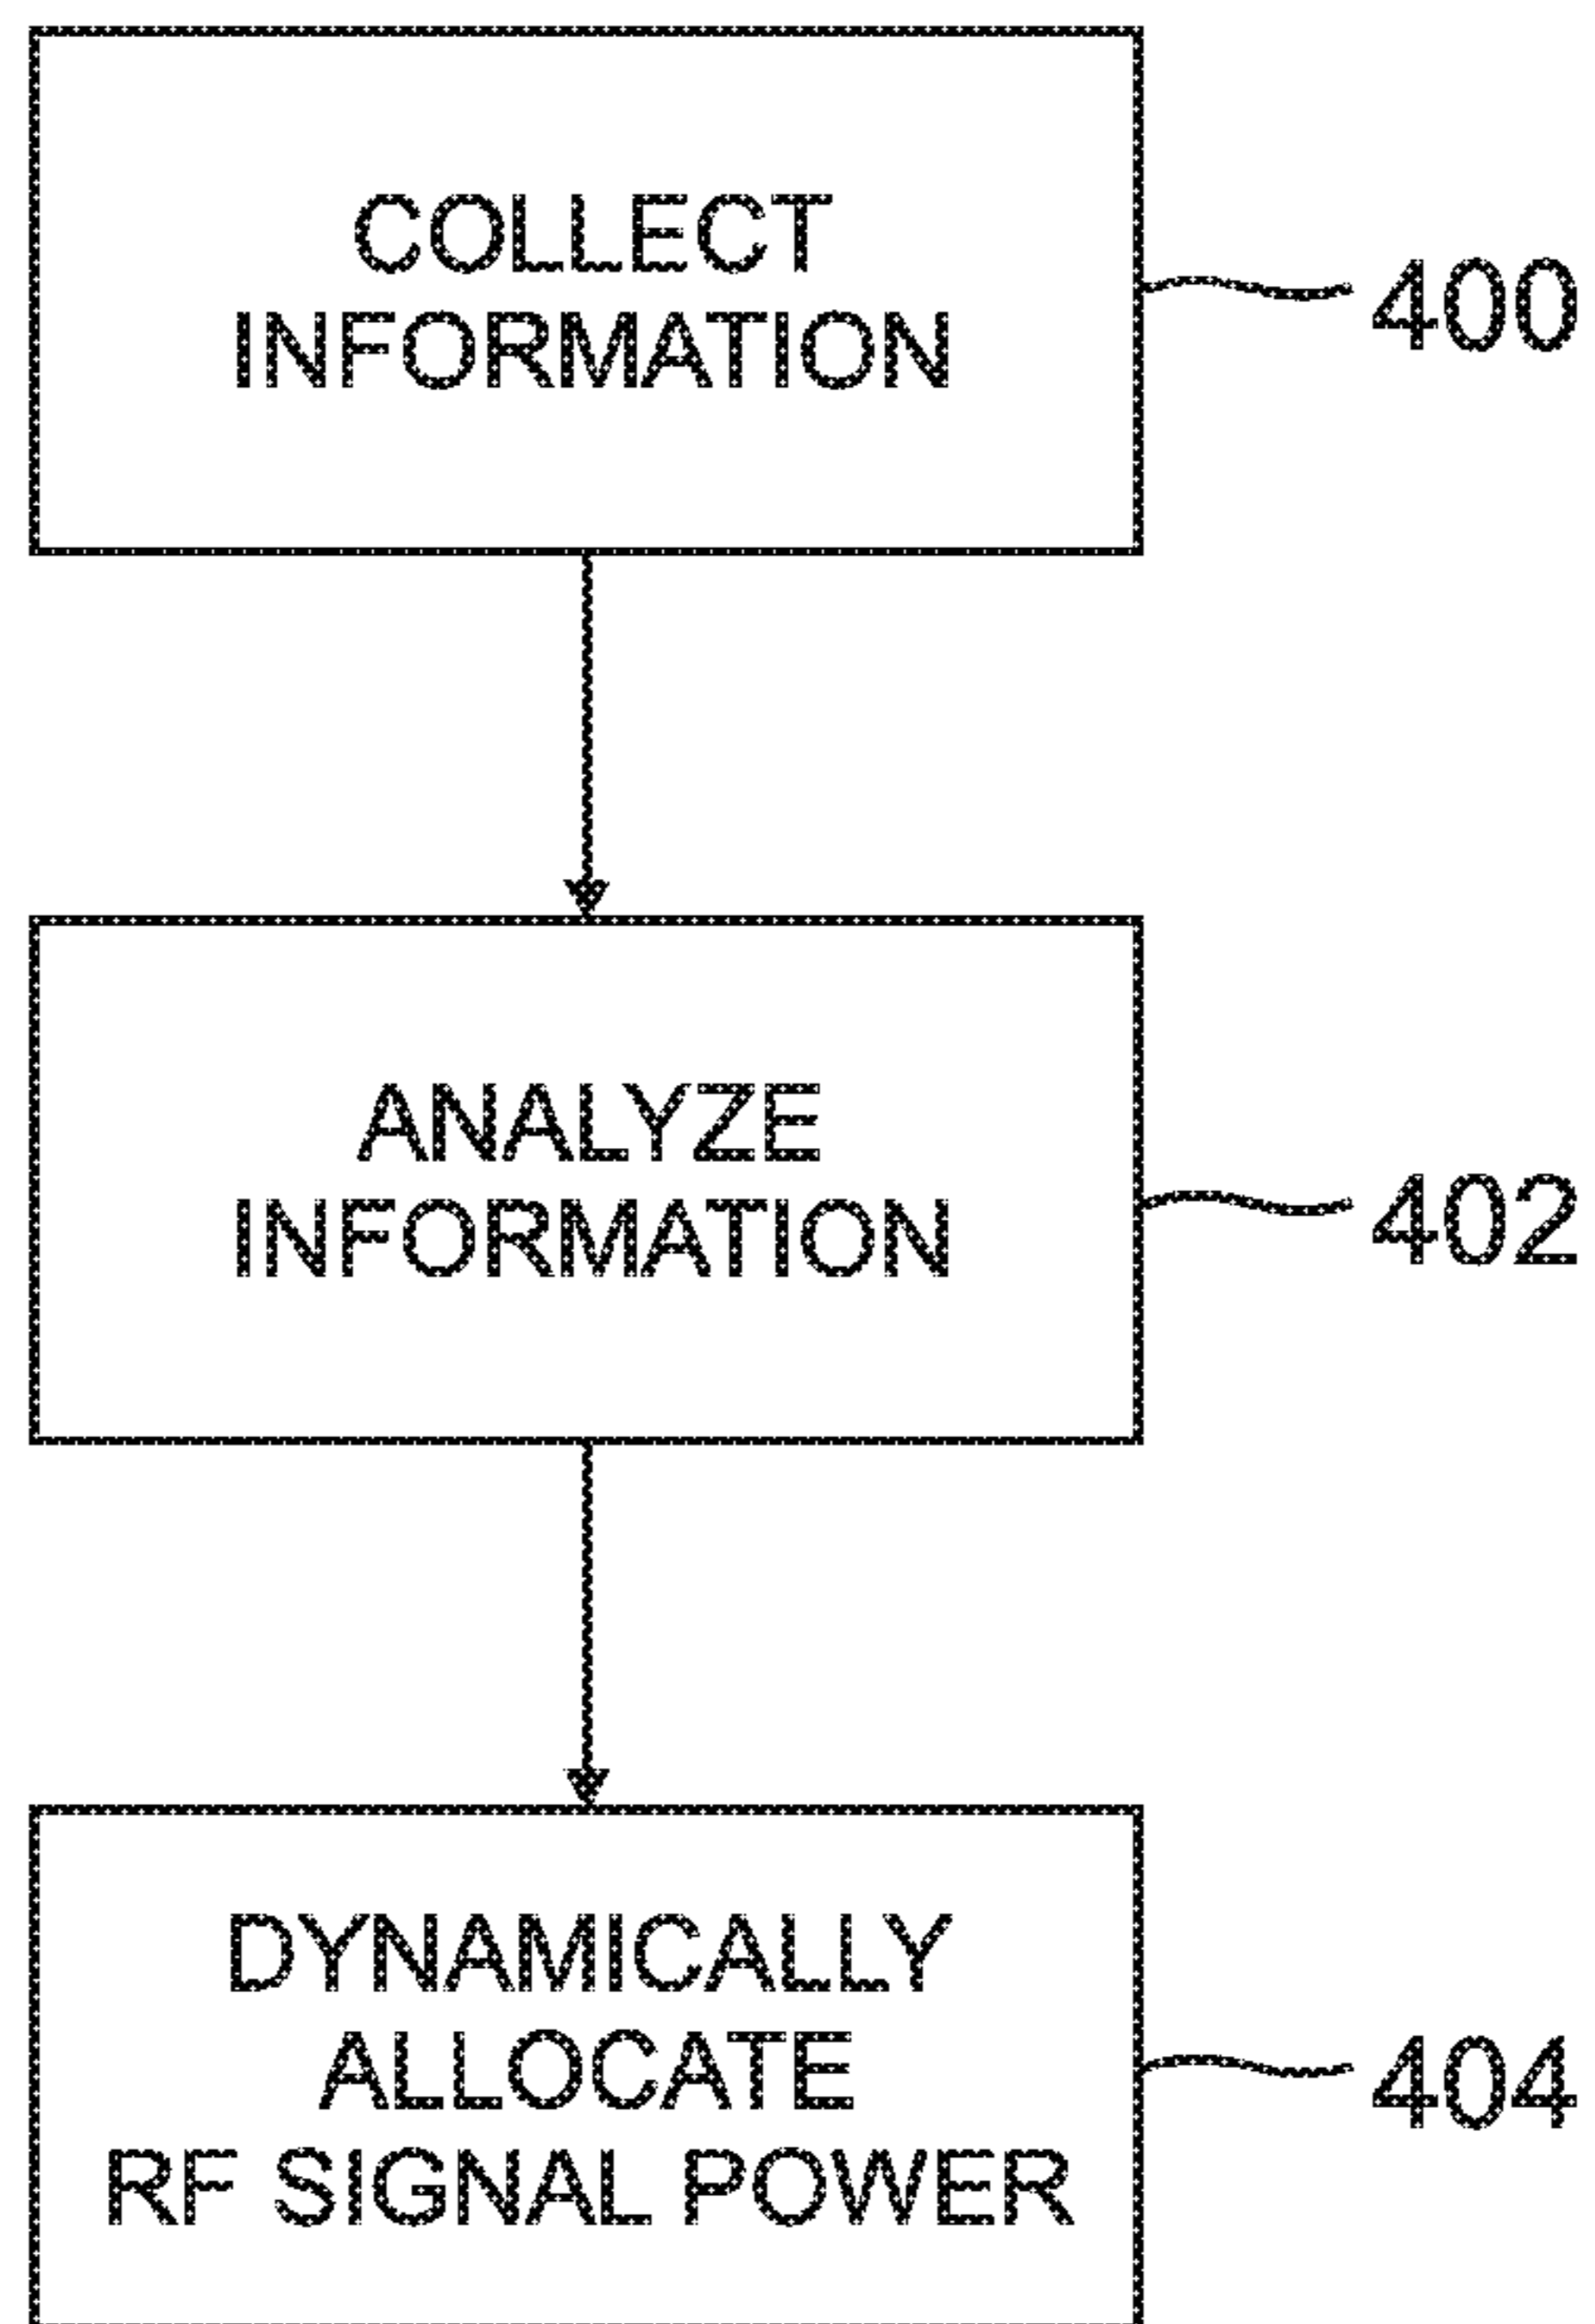 COLLECT
INFORMATION
400
ANALYZE
INFORMATION
402
DYNAMICALLY
ALLOCATE
RF SIGNAL POWER
404